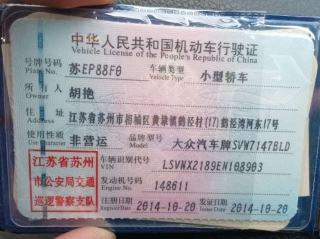 中华人民共和国机动车行驶证
Vehicle License of the People's Republic of China
号牌号码 苏EP88F0 车辆类型 小型轿车
Plate No. Vehicle Type
所有人 胡艳
Owner
住址 江苏省苏州市相城区黄埭镇鹤泾村(17)鹤泾湾河东17号
Address
使用性质 非营运 品牌型号 大众汽车牌SVW7147BLD
Use Character Model
江苏省苏州 车辆识别代号 LSVNX2189EN108903
市公安局交通 VIN
巡逻警察支队 发动机号码 148611
Engine No.
注册日期 2014-10-20 发证日期 2014-10-20
Register Date Issue Date